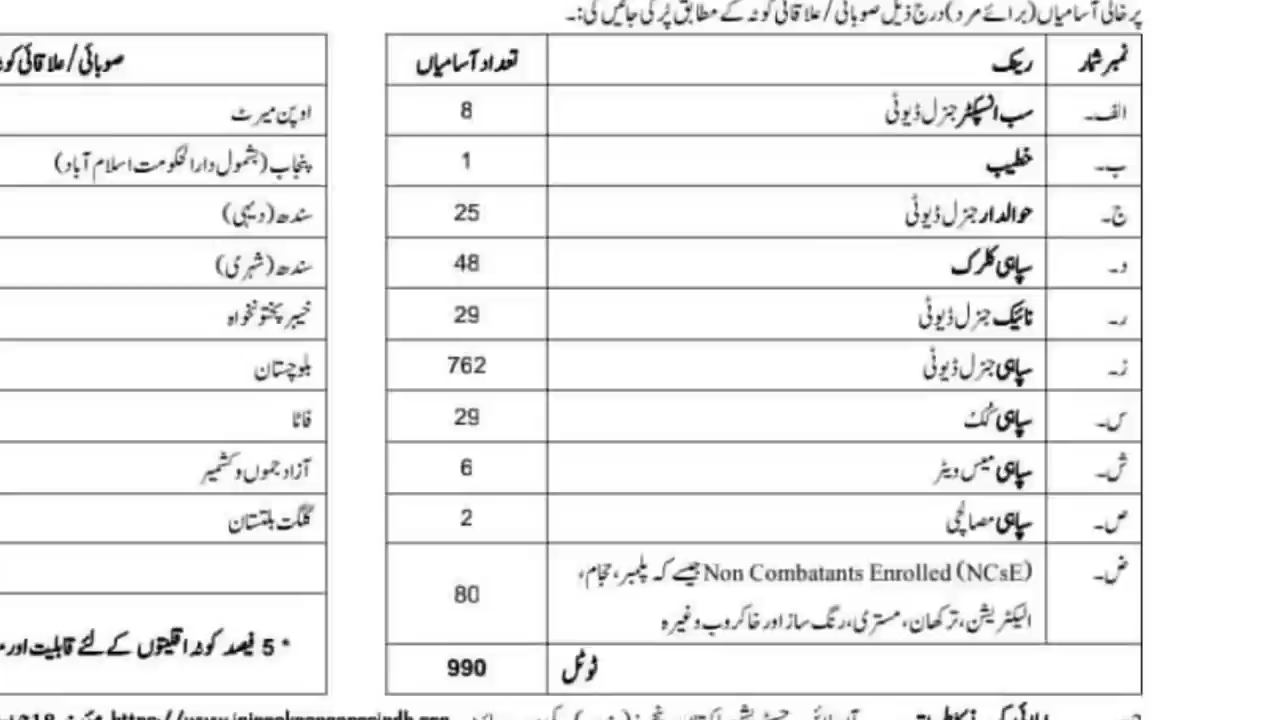 پر خالی آسامیاں (برائے مرد) درج ذیل صوبائی/علاقائی کوٹہ کے مطابق پُر کی جائیں گی:۔
نمبر شمار رینک تعداد آسامیاں
الف۔ سب انسپکٹر جنرل ڈیوٹی 8
ب۔ خطیب 1
ج۔ حوالدار جنرل ڈیوٹی 25
د۔ سپاہی کلرک 48
ر۔ نائیک جنرل ڈیوٹی 29
ز۔ سپاہی جنرل ڈیوٹی 762
س۔ سپاہی کُک 29
ش۔ سپاہی میس ویٹر 6
ص۔ سپاہی مصالچی 2
ض۔ Non Combatants Enrolled (NCsE) جیسے کہ پلمبر، حجام، 80
الیکٹریشن، ترکھان، مستری، رنگ ساز اور خاکروب وغیرہ
ٹوٹل 990
صوبائی/علاقائی
اوپن میرٹ
پنجاب (بشمول دارالحکومت اسلام آباد)
سندھ (دیہی)
سندھ (شہری)
خیبر پختونخواہ
بلوچستان
فاٹا
آزاد جموں و کشمیر
گلگت بلتستان
* 5 فیصد کوٹہ اقلیتوں کے لئے قابلیت اور